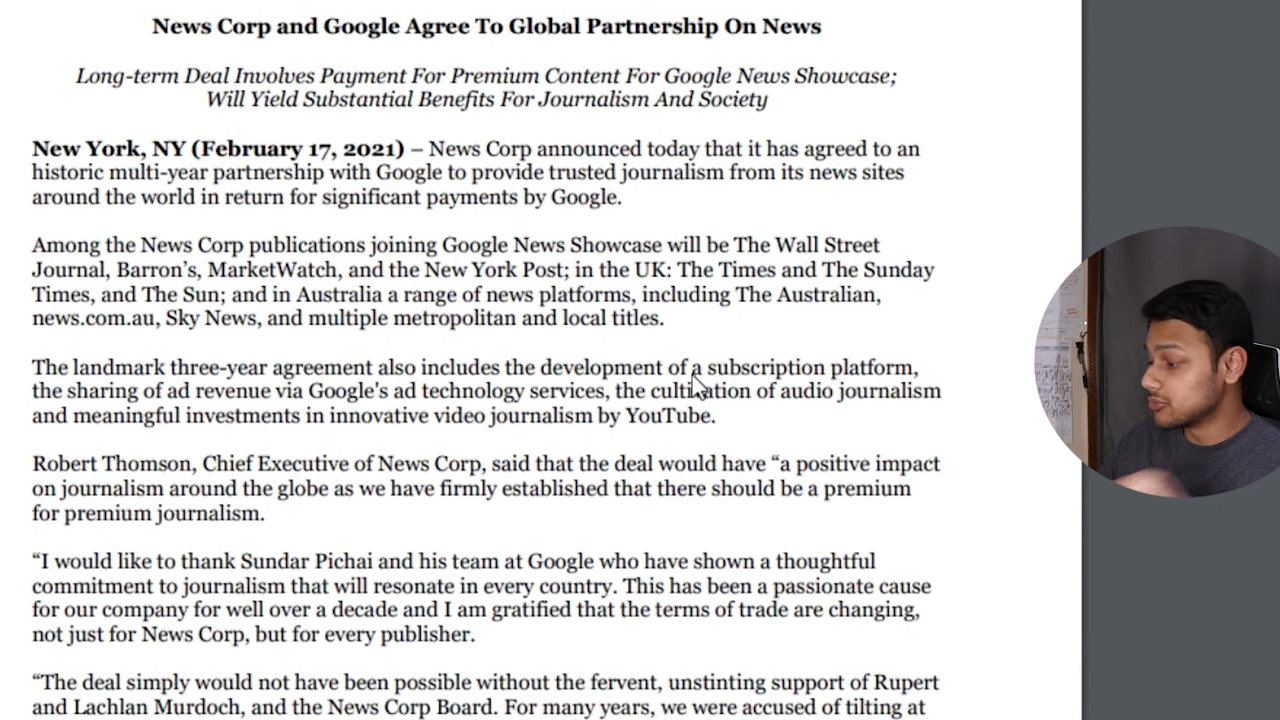 News Corp and Google Agree To Global Partnership On News
Long-term Deal Involves Payment For Premium Content For Google News Showcase;
Will Yield Substantial Benefits For Journalism And Society
New York, NY (February 17, 2021) – News Corp announced today that it has agreed to an
historic multi-year partnership with Google to provide trusted journalism from its news sites
around the world in return for significant payments by Google.
Among the News Corp publications joining Google News Showcase will be The Wall Street
Journal, Barron’s, MarketWatch, and the New York Post; in the UK: The Times and The Sunday
Times, and The Sun; and in Australia a range of news platforms, including The Australian,
news.com.au, Sky News, and multiple metropolitan and local titles.
The landmark three-year agreement also includes the development of a subscription platform,
the sharing of ad revenue via Google's ad technology services, the cultivation of audio journalism
and meaningful investments in innovative video journalism by YouTube.
Robert Thomson, Chief Executive of News Corp, said that the deal would have “a positive impact
on journalism around the globe as we have firmly established that there should be a premium
for premium journalism.
“I would like to thank Sundar Pichai and his team at Google who have shown a thoughtful
commitment to journalism that will resonate in every country. This has been a passionate cause
for our company for well over a decade and I am gratified that the terms of trade are changing,
not just for News Corp, but for every publisher.
“The deal simply would not have been possible without the fervent, unstinting support of Rupert
and Lachlan Murdoch, and the News Corp Board. For many years, we were accused of tilting at